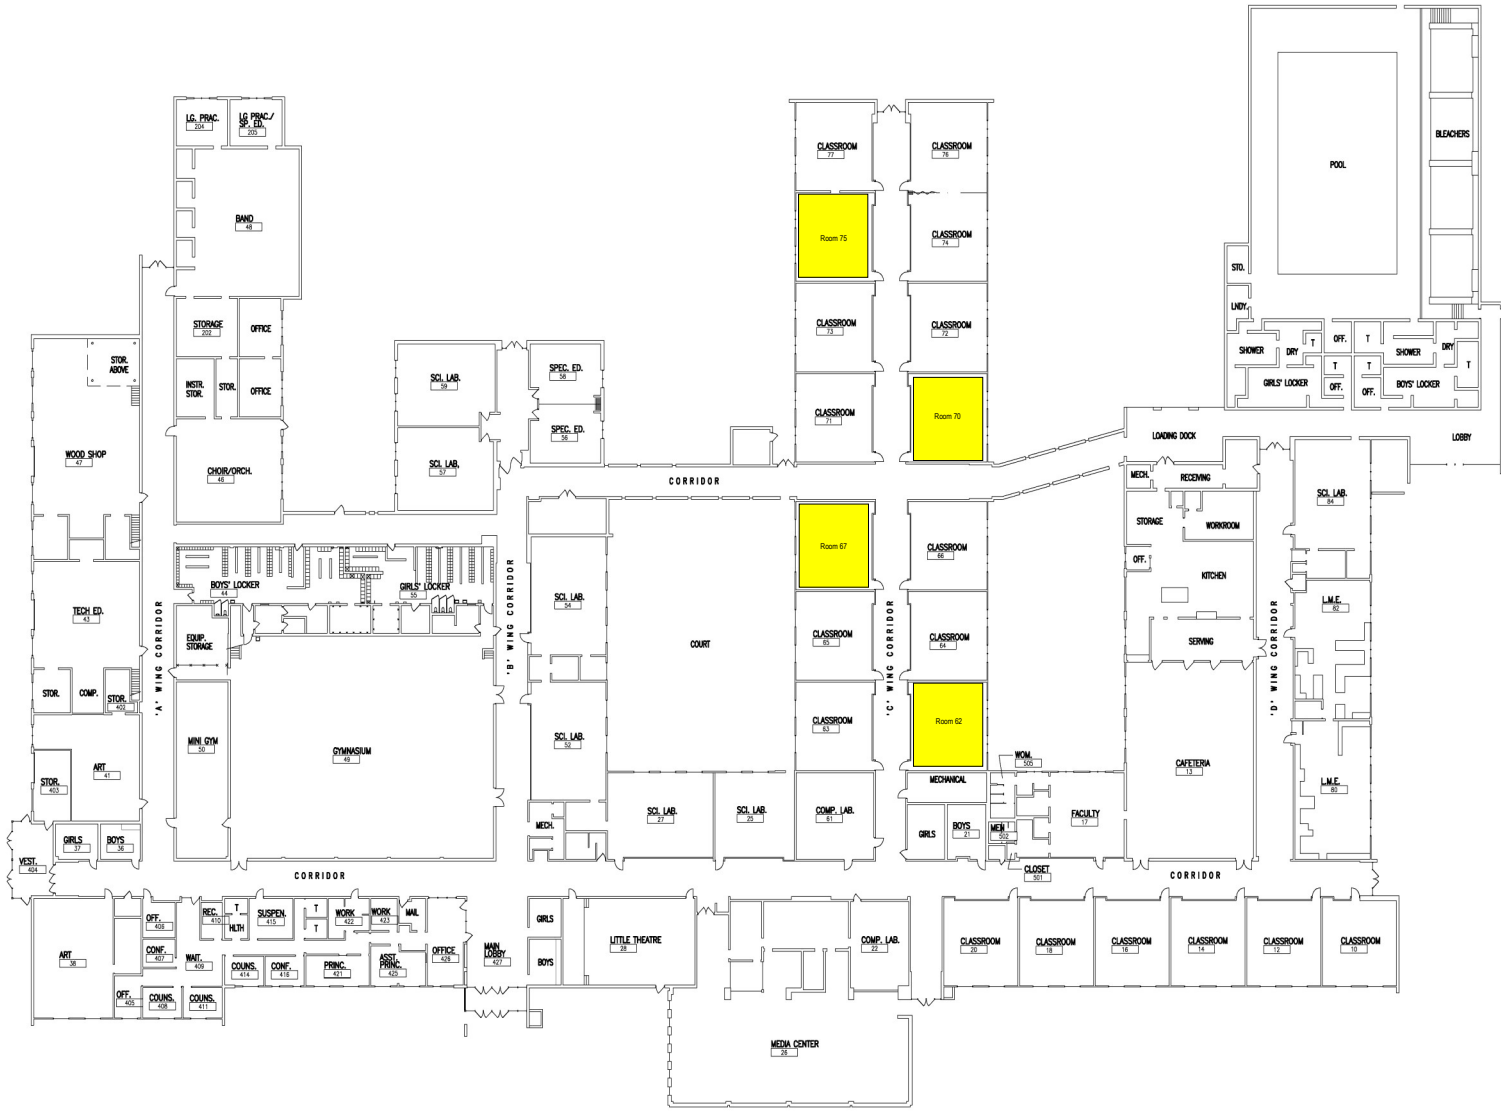 LG. PRAC.
204
LG PRAC./
SP. ED.
205
BAND
48
STORAGE
202
OFFICE
INSTR.
STOR.
STOR.
OFFICE
CHOIR/ORCH.
46
STOR.
ABOVE
WOOD SHOP
47
TECH ED.
43
STOR.
COMP.
STOR.
402
ART
41
STOR.
403
GIRLS
37
BOYS
36
VEST.
404
'A' WING CORRIDOR
BOYS' LOCKER
44
GIRLS' LOCKER
55
EQUIP.
STORAGE
MINI GYM
50
GYMNASIUM
49
'B' WING CORRIDOR
SCI. LAB.
59
SPEC. ED.
58
SCI. LAB.
57
SPEC. ED.
56
CORRIDOR
SCI. LAB.
54
SCI. LAB.
52
MECH.
COURT
SCI. LAB.
27
SCI. LAB.
25
COMP. LAB.
61
CLASSROOM
77
CLASSROOM
76
Room 75
CLASSROOM
74
CLASSROOM
73
CLASSROOM
72
CLASSROOM
71
Room 70
Room 67
CLASSROOM
66
CLASSROOM
65
CLASSROOM
64
CLASSROOM
63
Room 62
'C' WING CORRIDOR
MECHANICAL
GIRLS
BOYS
21
WOM.
505
MEN
502
FACULTY
17
CLOSET
501
POOL
BLEACHERS
STO.
LNDY.
SHOWER
DRY
T
OFF.
T
SHOWER
DRY
T
GIRLS' LOCKER
T
OFF.
T
OFF.
BOYS' LOCKER
LOADING DOCK
LOBBY
MECH.
RECEIVING
STORAGE
WORKROOM
OFF.
KITCHEN
SERVING
CAFETERIA
13
'D' WING CORRIDOR
SCI. LAB.
84
L.M.E.
82
L.M.E.
80
CORRIDOR
CORRIDOR
ART
38
OFF.
406
CONF.
407
OFF.
405
COUNS.
408
COUNS.
411
WAIT.
409
REC.
410
T
HLTH
SUSPEN.
415
T
T
WORK
422
WORK
423
MAIL
COUNS.
414
CONF.
416
PRINC.
421
ASST.
PRINC.
425
OFFICE
426
MAIN
LOBBY
427
GIRLS
BOYS
LITTLE THEATRE
28
COMP. LAB.
22
MEDIA CENTER
26
CLASSROOM
20
CLASSROOM
18
CLASSROOM
16
CLASSROOM
14
CLASSROOM
12
CLASSROOM
10